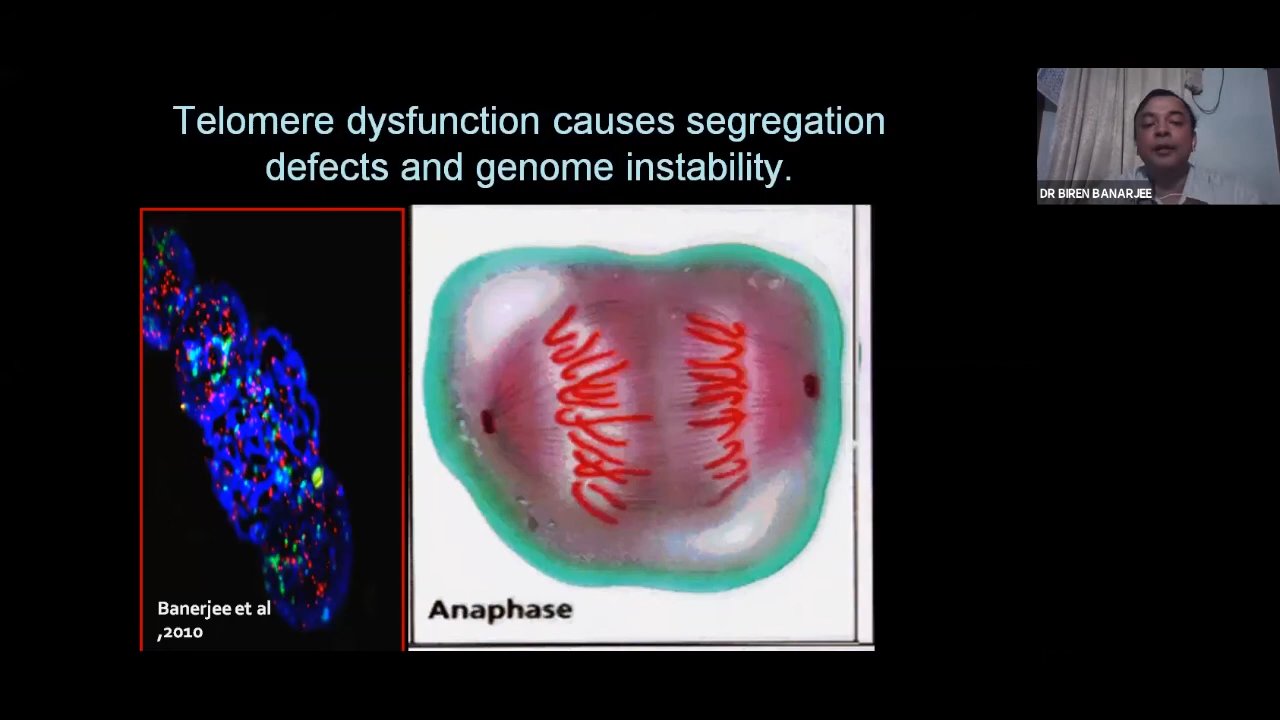 Telomere dysfunction causes segregation
defects and genome instability.
DR BIREN BANARJEE
Banerjee et al
,2010
Anaphase